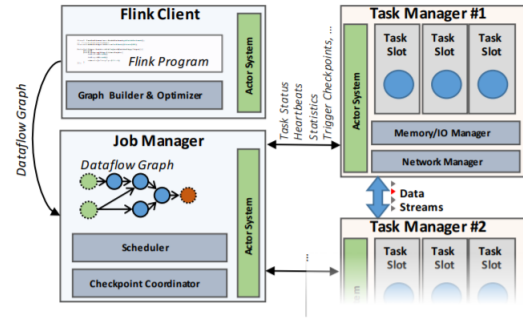 Flink Client
Flink Program
Graph Builder & Optimizer
Actor System
Dataflow Graph
Job Manager
Dataflow Graph
Scheduler
Checkpoint Coordinator
Actor System
Task Status
Heartbeats
Statistics
Trigger Checkpoints, ...
...
Task Manager #1
Actor System
Task
Slot
Task
Slot
Task
Slot
Memory/IO Manager
Network Manager
Data
Streams
Task Manager #2
Task
Slot
Task
Slot
Task
Slot
System